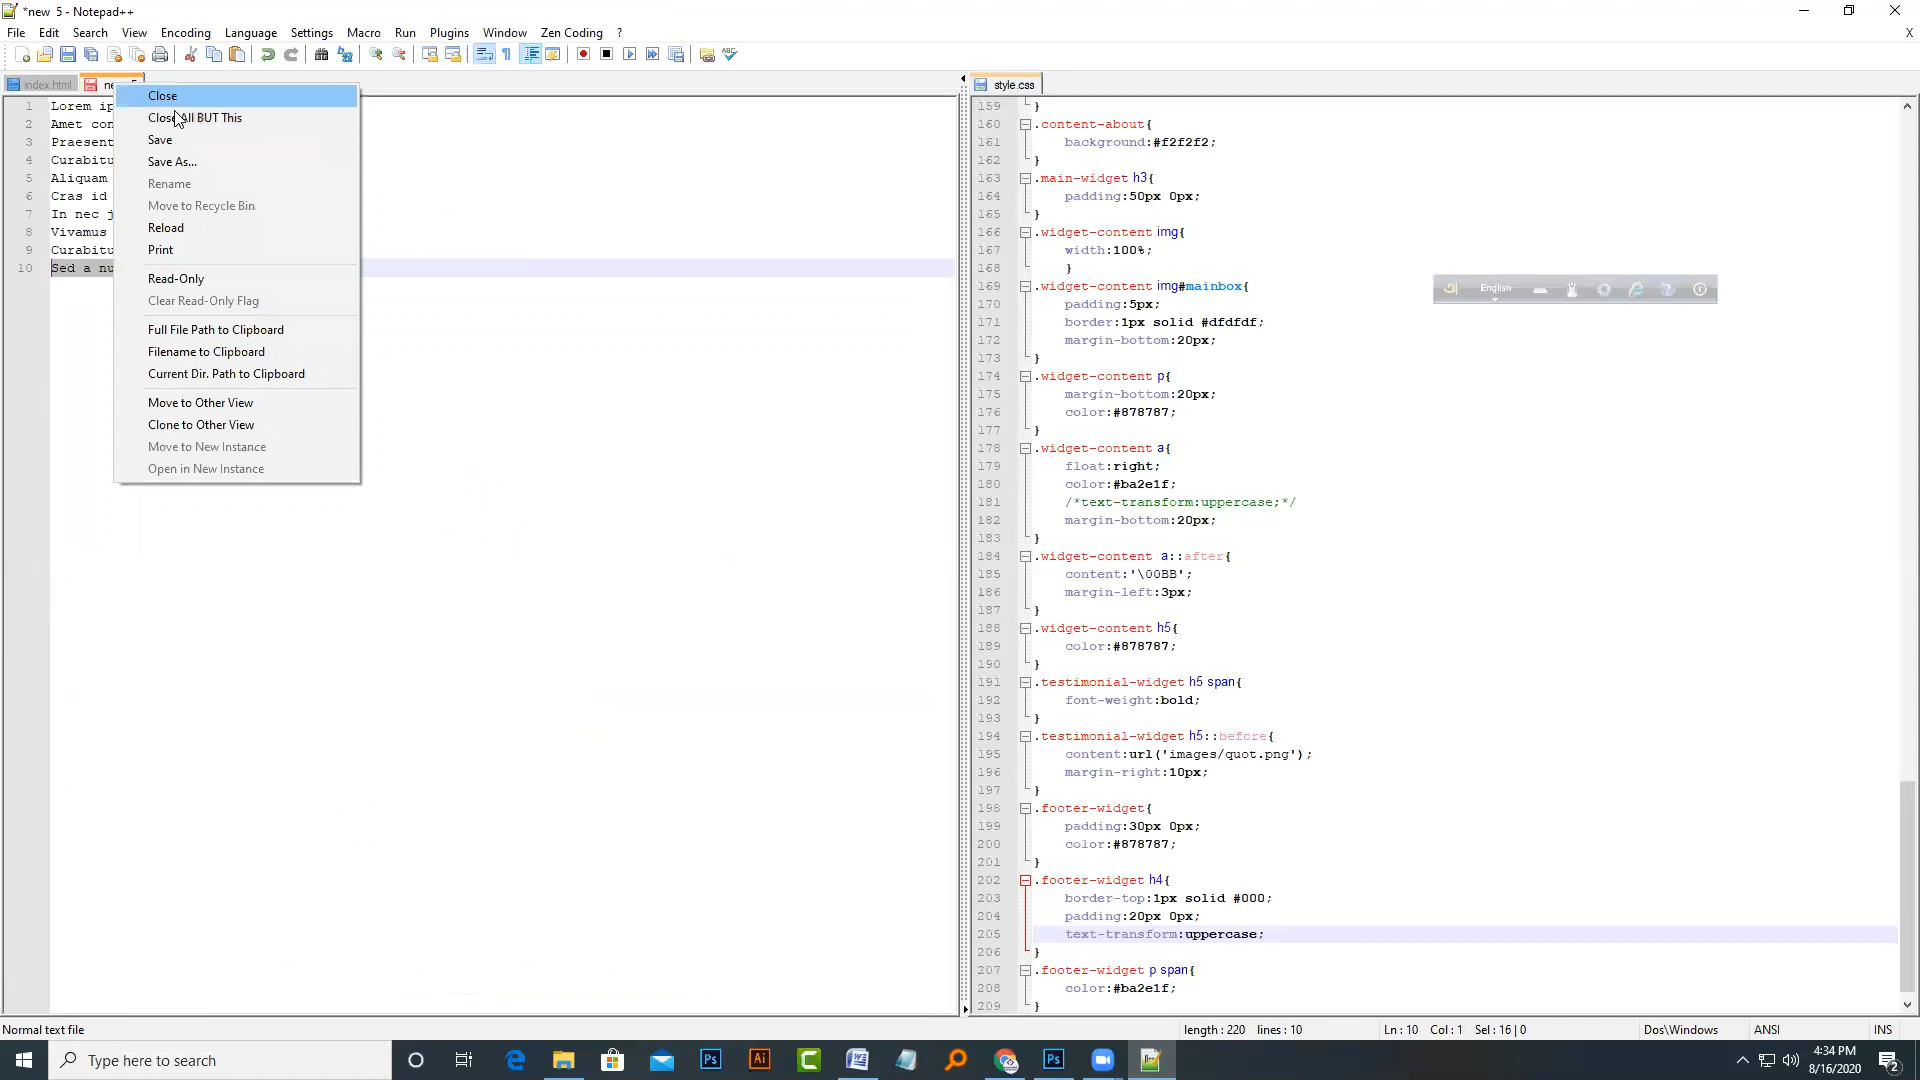 *new  5 - Notepad++
File Edit Search View Encoding Language Settings Macro Run Plugins Window Zen Coding ? X
index.html
style.css
1 Lorem
2 Amet
3 Praesent
4
5 Aliquam
6 Cras id
7 In nec
8 Vivamus
9
10 Sed a
Close
Close All BUT This
Save
Save As...
Rename
Move to Recycle Bin
Reload
Print
Read-Only
Clear Read-Only Flag
Full File Path to Clipboard
Filename to Clipboard
Current Dir. Path to Clipboard
Move to Other View
Clone to Other View
Move to New Instance
Open in New Instance
159 }
160 .content-about{
161 background:#f2f2f2;
162 }
163 .main-widget h3{
164 padding:50px 0px;
165 }
166 .widget-content img{
167 width:100%;
168 }
169 .widget-content img#mainbox{
170 padding:5px;
171 border:1px solid #dfdfdf;
172 margin-bottom:20px;
173 }
174 .widget-content p{
175 margin-bottom:20px;
176 color:#878787;
177 }
178 .widget-content a{
179 float:right;
180 color:#ba2e1f;
181 /*text-transform:uppercase;*/
182 margin-bottom:20px;
183 }
184 .widget-content a::after{
185 content:'\00BB';
186 margin-left:3px;
187 }
188 .widget-content h5{
189 color:#878787;
190 }
191 .testimonial-widget h5 span{
192 font-weight:bold;
193 }
194 .testimonial-widget h5::before{
195 content:url('images/quot.png');
196 margin-right:10px;
197 }
198 .footer-widget{
199 padding:30px 0px;
200 color:#878787;
201 }
202 .footer-widget h4{
203 border-top:1px solid #000;
204 padding:20px 0px;
205 text-transform:uppercase;
206 }
207 .footer-widget p span{
208 color:#ba2e1f;
209 }
English
Normal text file length : 220 lines : 10 Ln : 10 Col : 1 Sel : 16 | 0 Dos\Windows ANSI INS
Type here to search
4:34 PM
8/16/2020
2